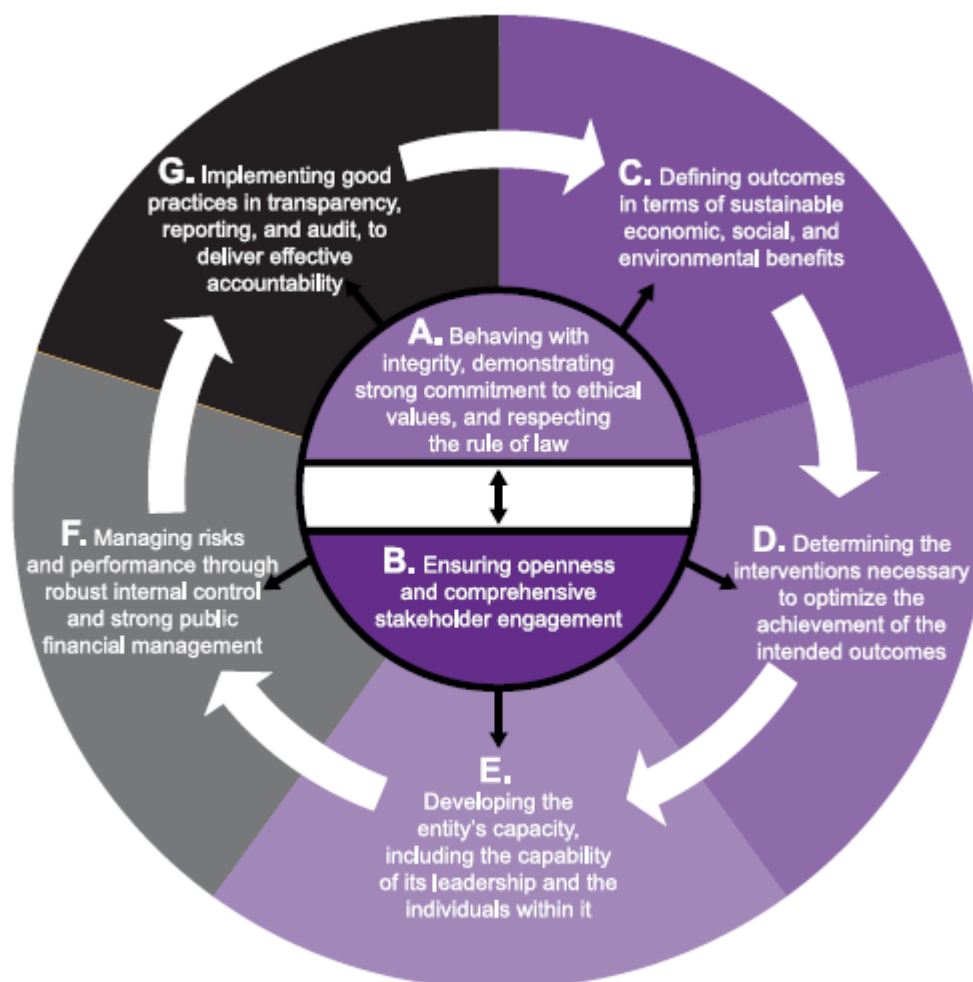 G. Implementing good
practices in transparency,
reporting, and audit, to
deliver effective
accountability
C. Defining outcomes
in terms of sustainable
economic, social, and
environmental benefits
A. Behaving with
integrity, demonstrating
strong commitment to ethical
values, and respecting
the rule of law
F. Managing risks
and performance through
robust internal control
and strong public
financial management
B. Ensuring openness
and comprehensive
stakeholder engagement
D. Determining the
interventions necessary
to optimize the
achievement of the
intended outcomes
E.
Developing the
entity's capacity,
including the capability
of its leadership and the
individuals within it